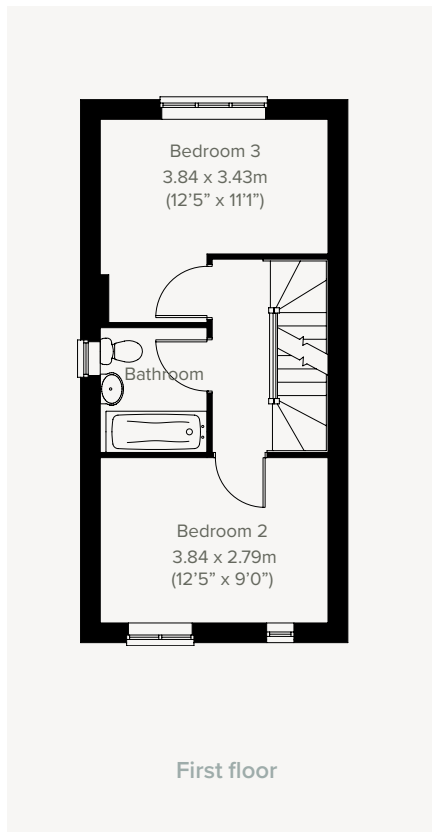 Bedroom 3
3.84 x 3.43m
(12’5” x 11’1”)
Bathroom
Bedroom 2
3.84 x 2.79m
(12’5” x 9’0”)
First floor